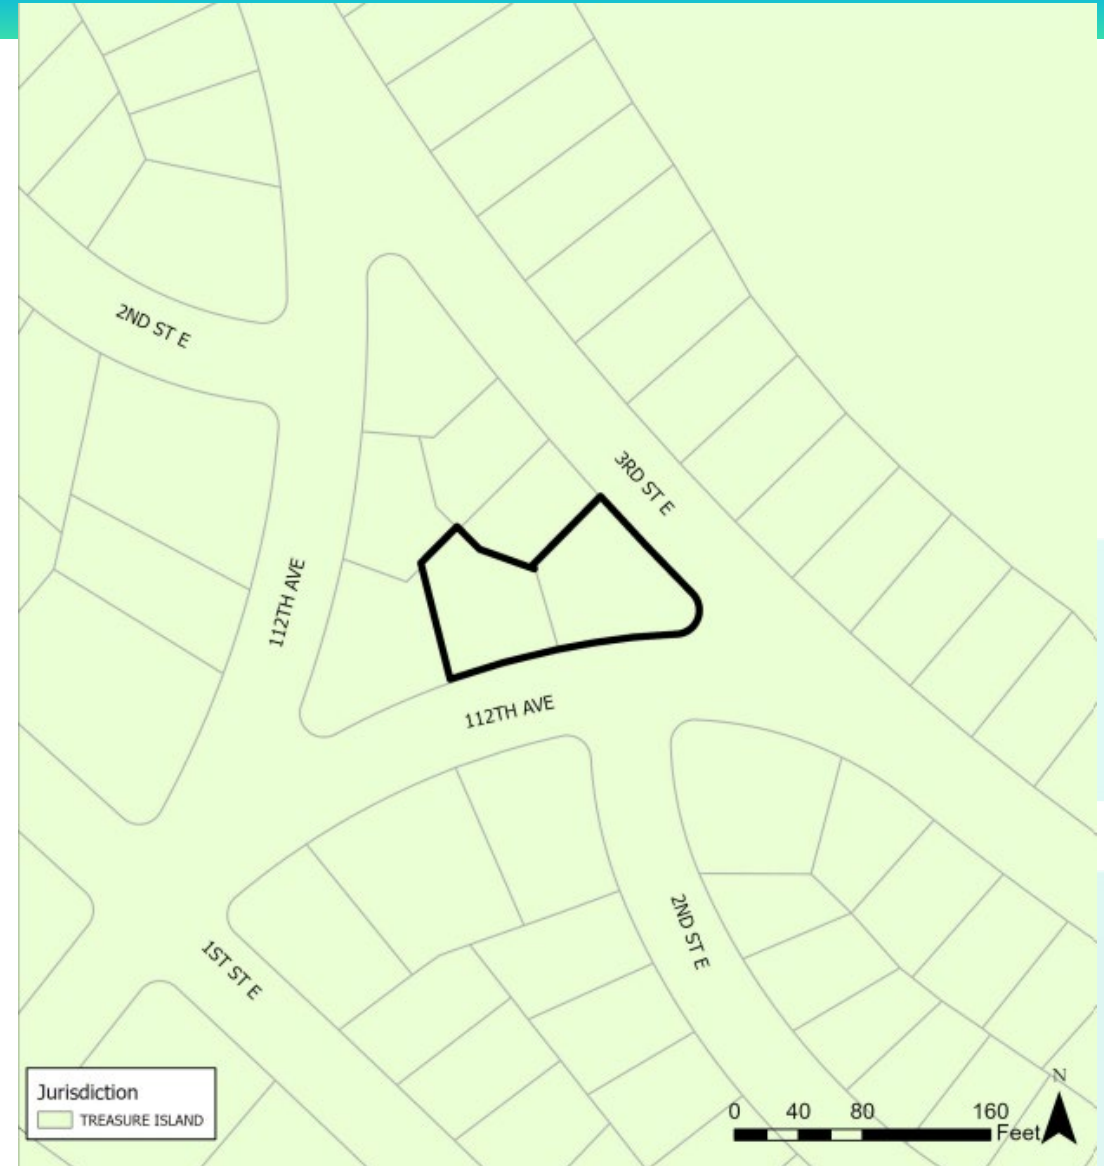 2ND ST E
3RD ST E
112TH AVE
112TH AVE
2ND ST E
1ST ST E
Jurisdiction
TREASURE ISLAND
N
0 40 80 160
Feet